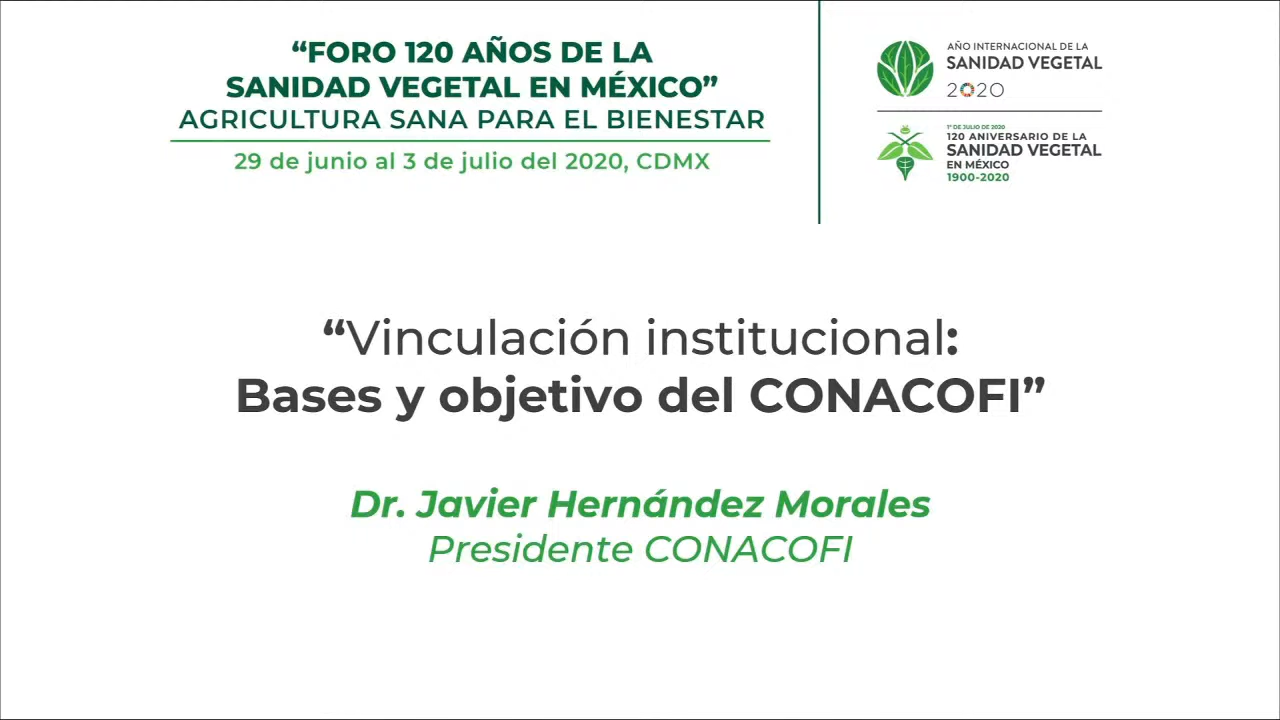 “FORO 120 AÑOS DE LA
SANIDAD VEGETAL EN MÉXICO”
AGRICULTURA SANA PARA EL BIENESTAR
29 de junio al 3 de julio del 2020, CDMX
AÑO INTERNACIONAL DE LA
SANIDAD VEGETAL
2020
1º DE JULIO DE 2020
120 ANIVERSARIO DE LA
SANIDAD VEGETAL
EN MÉXICO
1900-2020
“Vinculación institucional:
Bases y objetivo del CONACOFI”
Dr. Javier Hernández Morales
Presidente CONACOFI